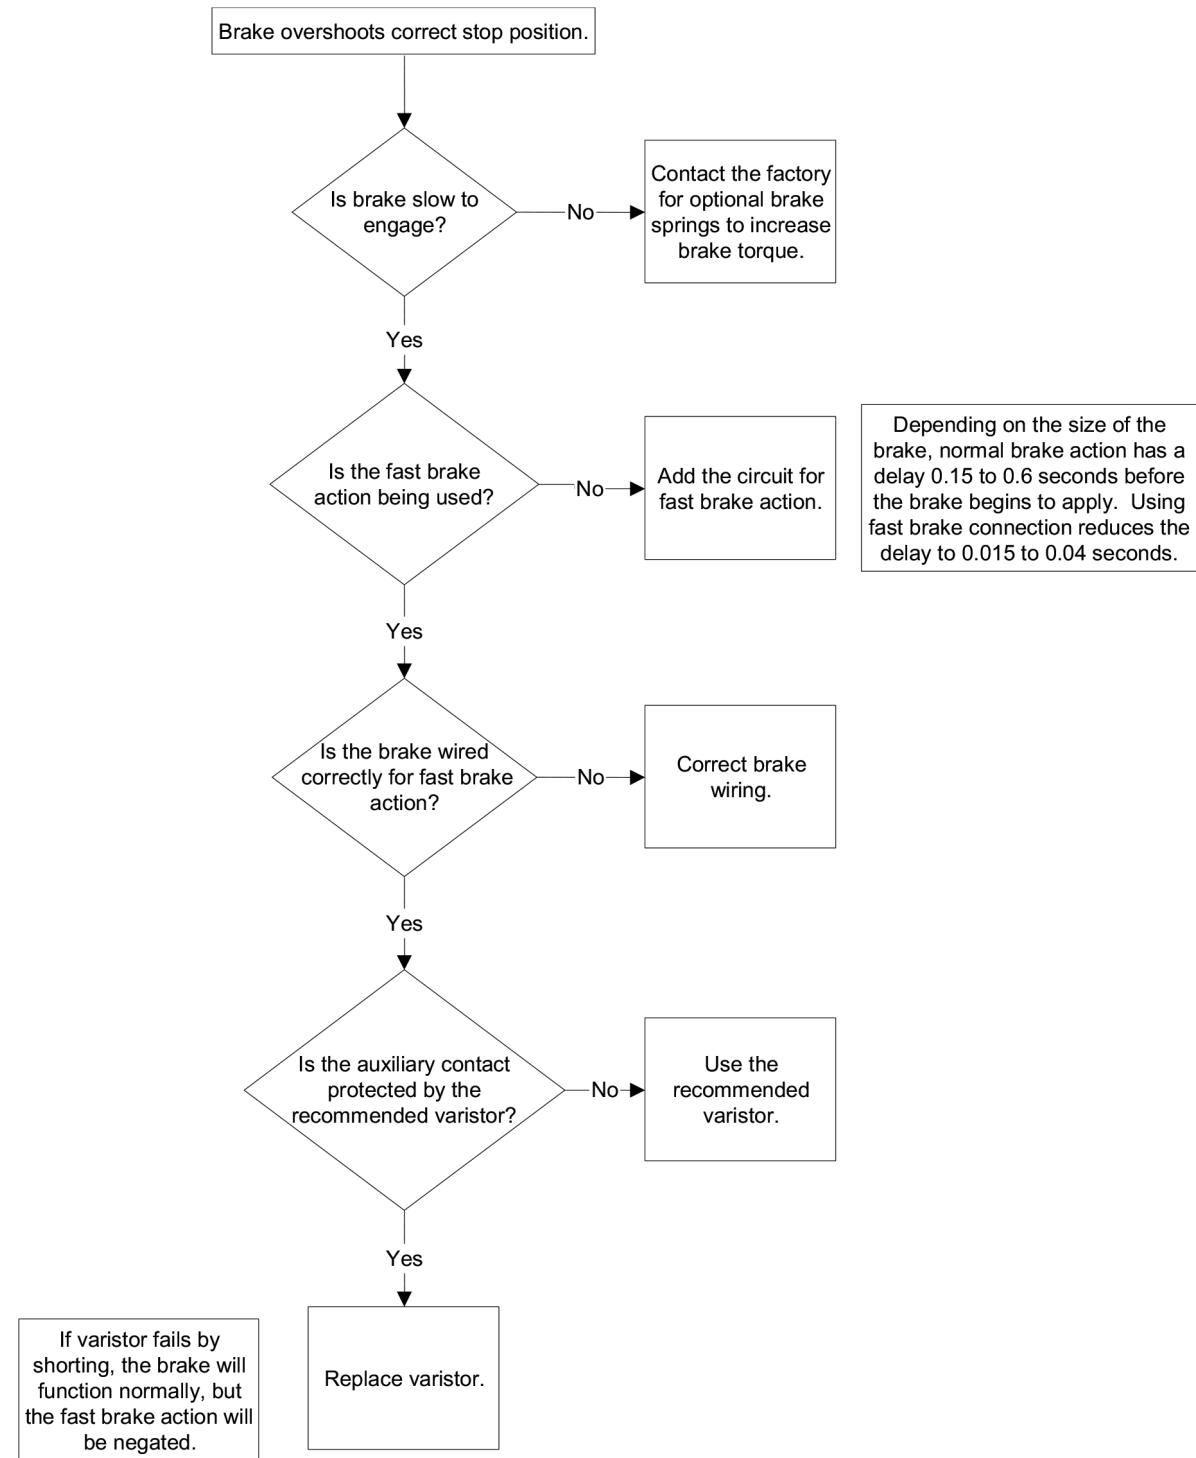 Brake overshoots correct stop position.
Is brake slow to
engage?
No
Contact the factory
for optional brake
springs to increase
brake torque.
Yes
Is the fast brake
action being used?
No
Add the circuit for
fast brake action.
Depending on the size of the
brake, normal brake action has a
delay 0.15 to 0.6 seconds before
the brake begins to apply.  Using
fast brake connection reduces the
delay to 0.015 to 0.04 seconds.
Yes
Is the brake wired
correctly for fast brake
action?
No
Correct brake
wiring.
Yes
Is the auxiliary contact
protected by the
recommended varistor?
No
Use the
recommended
varistor.
Yes
Replace varistor.
If varistor fails by
shorting, the brake will
function normally, but
the fast brake action will
be negated.